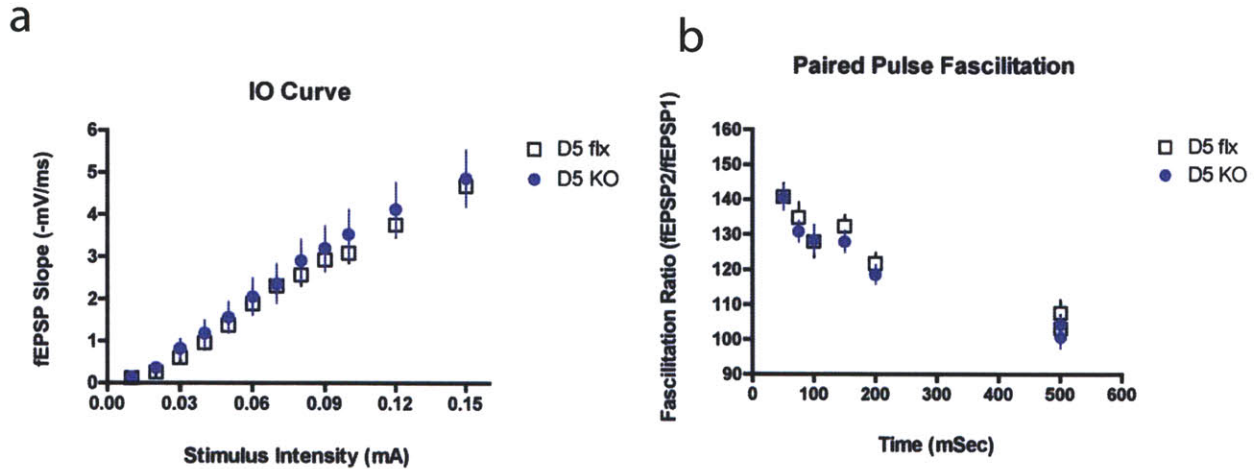 a
IO Curve
fEPSP Slope (-mV/ms)
6
5
4
3
2
1
0
0.00 0.03 0.06 0.09 0.12 0.15
Stimulus Intensity (mA)
D5 flx
D5 KO
b
Paired Pulse Fascilitation
Fascilitation Ratio (fEPSP2/fEPSP1)
160
150
140
130
120
110
100
90
0 100 200 300 400 500 600
Time (mSec)
D5 flx
D5 KO